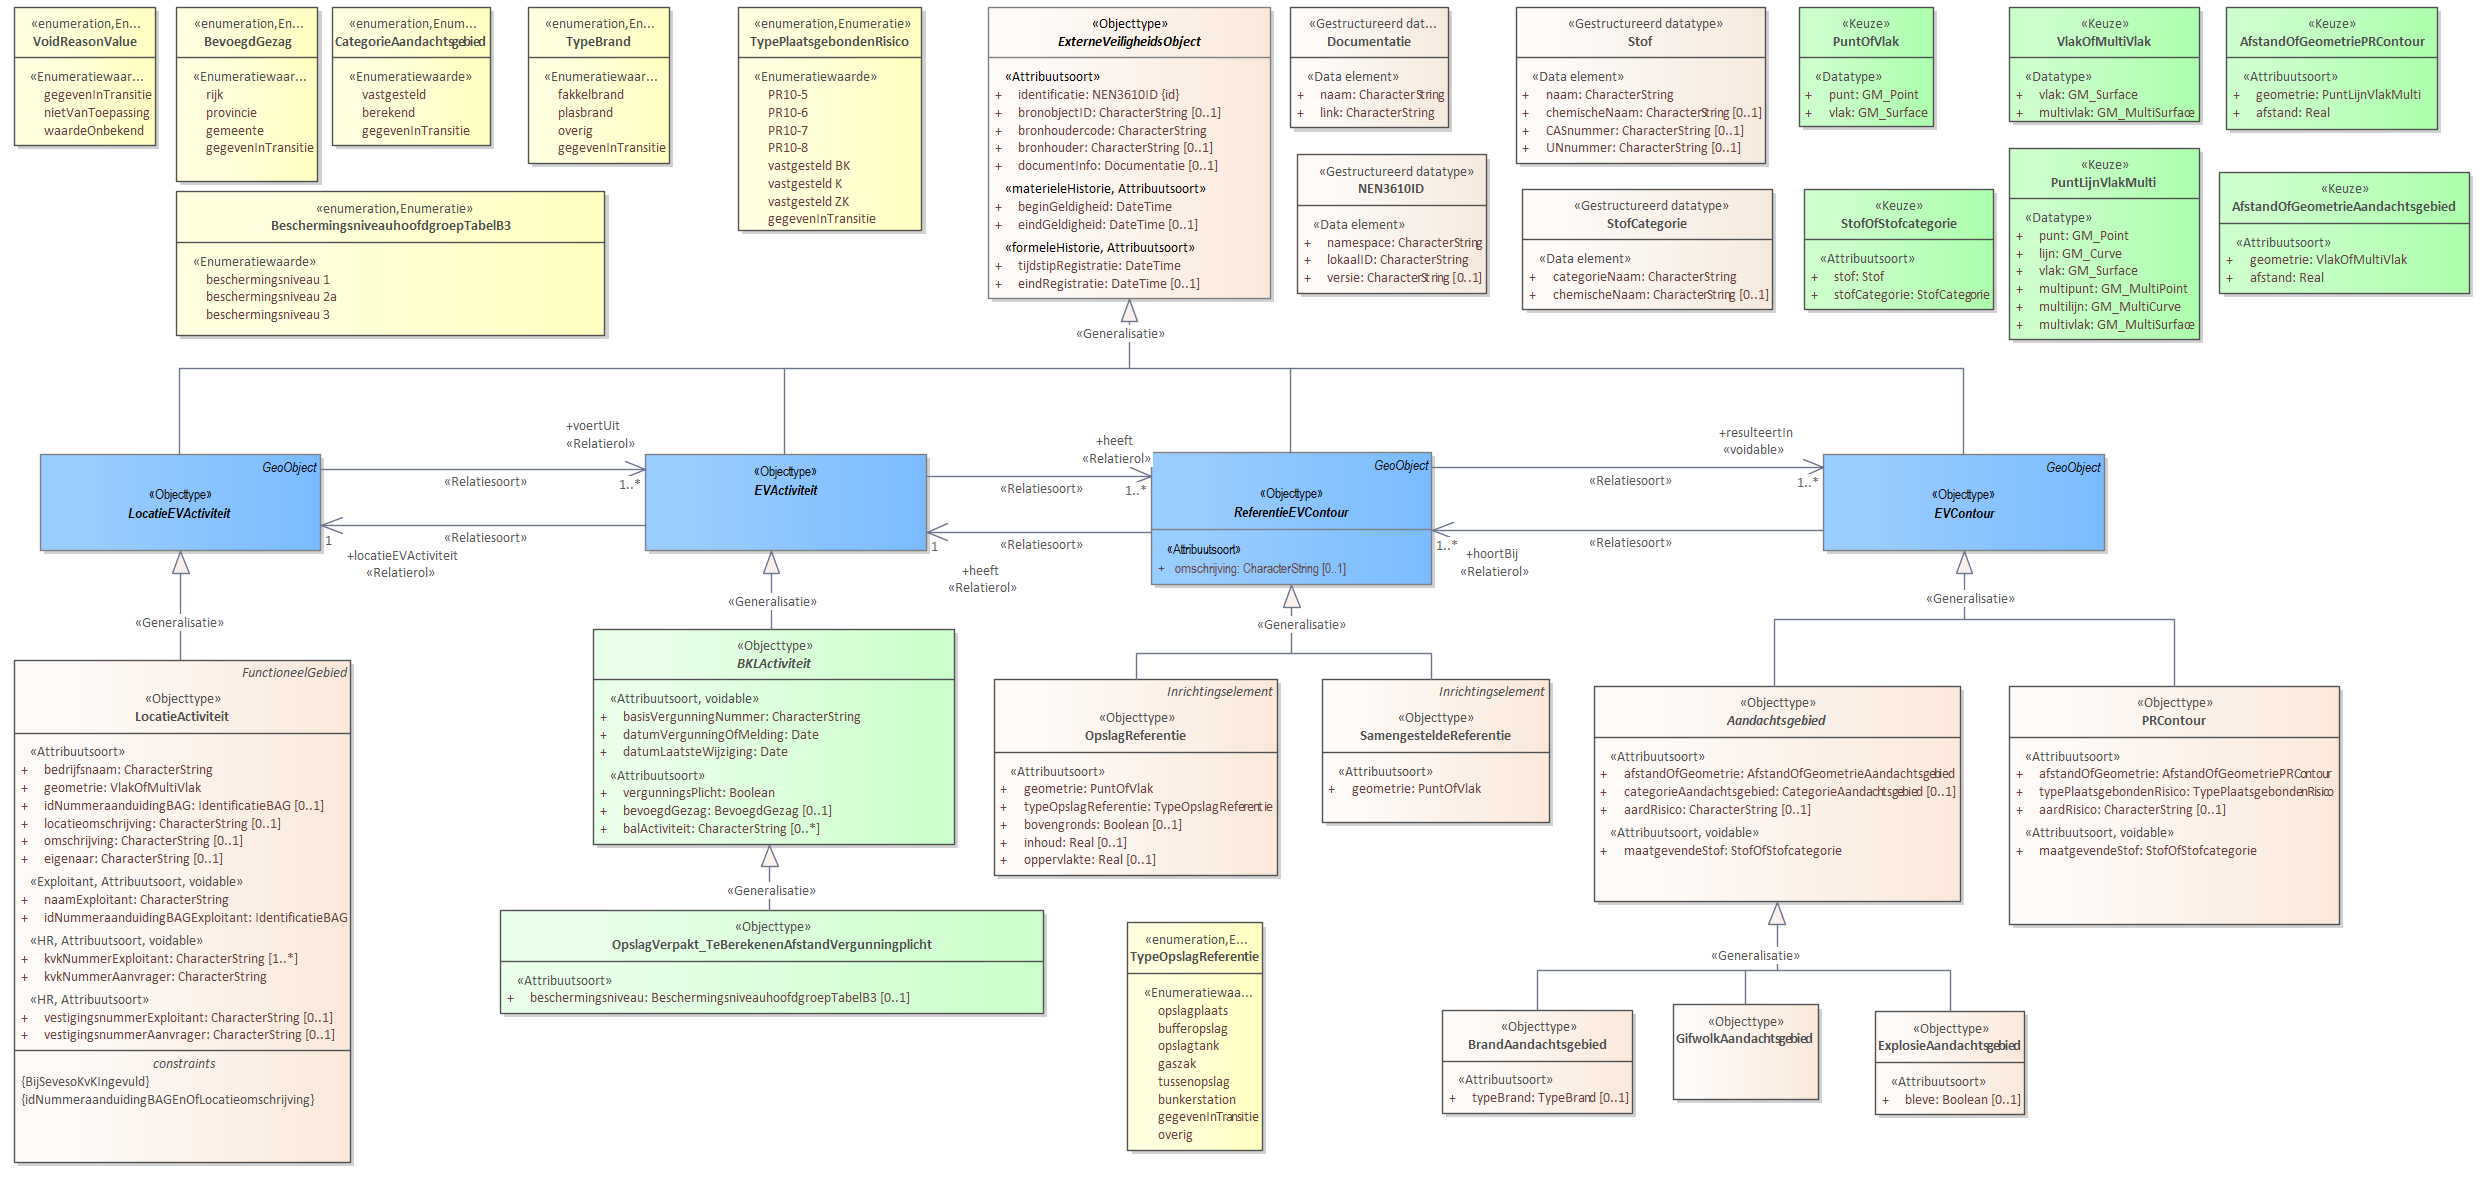 «enumeration,En...
VoidReasonValue
«Enumeratiewaar...
gegevenInTransitie
nietVanToepassing
waardeOnbekend
«enumeration,En...
BevoegdGezag
«Enumeratiewaar...
rijk
provincie
gemeente
gegevenInTransitie
«enumeration,Enum...
CategorieAandachtsgebied
«Enumeratiewaarde»
vastgesteld
berekend
gegevenInTransitie
«enumeration,En...
TypeBrand
«Enumeratiewaar...
fakkelbrand
plasbrand
overig
gegevenInTransitie
«enumeration,Enumeratie»
TypePlaatsgebondenRisico
«Enumeratiewaarde»
PR10-5
PR10-6
PR10-7
PR10-8
vastgesteld BK
vastgesteld K
vastgesteld ZK
gegevenInTransitie
«enumeration,Enumeratie»
BeschermingsniveauhoofdgroepTabelB3
«Enumeratiewaarde»
beschermingsniveau 1
beschermingsniveau 2a
beschermingsniveau 3
«Objecttype»
ExterneVeiligheidsObject
«Attribuutsoort»
+ identificatie: NEN3610ID {id}
+ bronobjectID: CharacterString [0..1]
+ bronhoudercode: CharacterString
+ bronhouder: CharacterString [0..1]
+ documentInfo: Documentatie [0..1]
«materieleHistorie, Attribuutsoort»
+ beginGeldigheid: DateTime
+ eindGeldigheid: DateTime [0..1]
«formeleHistorie, Attribuutsoort»
+ tijdstipRegistratie: DateTime
+ eindRegistratie: DateTime [0..1]
«Gestructureerd dat...
Documentatie
«Data element»
+ naam: CharacterString
+ link: CharacterString
«Gestructureerd datatype»
NEN3610ID
«Data element»
+ namespace: CharacterString
+ lokaalID: CharacterString
+ versie: CharacterString [0..1]
«Gestructureerd datatype»
Stof
«Data element»
+ naam: CharacterString
+ chemischeNaam: CharacterString [0..1]
+ CASnummer: CharacterString [0..1]
+ UNnummer: CharacterString [0..1]
«Gestructureerd datatype»
StofCategorie
«Data element»
+ categorieNaam: CharacterString
+ chemischeNaam: CharacterString [0..1]
«Keuze»
PuntOfVlak
«Datatype»
+ punt: GM_Point
+ vlak: GM_Surface
«Keuze»
StofOfStofcategorie
«Attribuutsoort»
+ stof: Stof
+ stofCategorie: StofCategorie
«Keuze»
VlakOfMultiVlak
«Datatype»
+ vlak: GM_Surface
+ multivlak: GM_MultiSurface
«Keuze»
PuntLijnVlakMulti
«Datatype»
+ punt: GM_Point
+ lijn: GM_Curve
+ vlak: GM_Surface
+ multipunt: GM_MultiPoint
+ multilijn: GM_MultiCurve
+ multivlak: GM_MultiSurface
«Keuze»
AfstandOfGeometriePRContour
«Attribuutsoort»
+ geometrie: PuntLijnVlakMulti
+ afstand: Real
«Keuze»
AfstandOfGeometrieAandachtsgebied
«Attribuutsoort»
+ geometrie: VlakOfMultiVlak
+ afstand: Real
«Generalisatie»
GeoObject
«Objecttype»
LocatieEVActiviteit
+voertUit
«Relatierol»
«Relatiesoort»
1..*
1
+locatieEVActiviteit
«Relatierol»
«Relatiesoort»
«Objecttype»
EVActiviteit
+heeft
«Relatierol»
«Relatiesoort»
1..*
1
+heeft
«Relatierol»
«Relatiesoort»
GeoObject
«Objecttype»
ReferentieEVContour
«Attribuutsoort»
+ omschrijving: CharacterString [0..1]
+resulteertIn
«voidable»
«Relatiesoort»
1..*
1..*
+hoortBij
«Relatierol»
«Relatiesoort»
GeoObject
«Objecttype»
EVContour
«Generalisatie»
«Generalisatie»
«Generalisatie»
«Generalisatie»
FunctioneelGebied
«Objecttype»
LocatieActiviteit
«Attribuutsoort»
+ bedrijfsnaam: CharacterString
+ geometrie: VlakOfMultiVlak
+ idNummeraanduidingBAG: IdentificatieBAG [0..1]
+ locatieomschrijving: CharacterString [0..1]
+ omschrijving: CharacterString [0..1]
+ eigenaar: CharacterString [0..1]
«Exploitant, Attribuutsoort, voidable»
+ naamExploitant: CharacterString
+ idNummeraanduidingBAGExploitant: IdentificatieBAG
«HR, Attribuutsoort, voidable»
+ kvkNummerExploitant: CharacterString [1..*]
+ kvkNummerAanvrager: CharacterString
«HR, Attribuutsoort»
+ vestigingsnummerExploitant: CharacterString [0..1]
+ vestigingsnummerAanvrager: CharacterString [0..1]
constraints
{BijSevesoKvKIngevuld}
{idNummeraanduidingBAGEnOfLocatieomschrijving}
«Objecttype»
BKLActiviteit
«Attribuutsoort, voidable»
+ basisVergunningNummer: CharacterString
+ datumVergunningOfMelding: Date
+ datumLaatsteWijziging: Date
«Attribuutsoort»
+ vergunningsPlicht: Boolean
+ bevoegdGezag: BevoegdGezag [0..1]
+ balActiviteit: CharacterString [0..*]
«Generalisatie»
«Objecttype»
OpslagVerpakt_TeBerekenenAfstandVergunningplicht
«Attribuutsoort»
+ beschermingsniveau: BeschermingsniveauhoofdgroepTabelB3 [0..1]
Inrichtingselement
«Objecttype»
OpslagReferentie
«Attribuutsoort»
+ geometrie: PuntOfVlak
+ typeOpslagReferentie: TypeOpslagReferentie
+ bovengronds: Boolean [0..1]
+ inhoud: Real [0..1]
+ oppervlakte: Real [0..1]
Inrichtingselement
«Objecttype»
SamengesteldeReferentie
«Attribuutsoort»
+ geometrie: PuntOfVlak
«enumeration,E...
TypeOpslagReferentie
«Enumeratiewaa...
opslagplaats
bufferopslag
opslagtank
gaszak
tussenopslag
bunkerstation
gegevenInTransitie
overig
«Objecttype»
Aandachtsgebied
«Attribuutsoort»
+ afstandOfGeometrie: AfstandOfGeometrieAandachtsgebied
+ categorieAandachtsgebied: CategorieAandachtsgebied [0..1]
+ aardRisico: CharacterString [0..1]
«Attribuutsoort, voidable»
+ maatgevendeStof: StofOfStofcategorie
«Objecttype»
PRContour
«Attribuutsoort»
+ afstandOfGeometrie: AfstandOfGeometriePRContour
+ typePlaatsgebondenRisico: TypePlaatsgebondenRisico
+ aardRisico: CharacterString [0..1]
«Attribuutsoort, voidable»
+ maatgevendeStof: StofOfStofcategorie
«Generalisatie»
«Objecttype»
BrandAandachtsgebied
«Attribuutsoort»
+ typeBrand: TypeBrand [0..1]
«Objecttype»
GifwolkAandachtsgebied
«Objecttype»
ExplosieAandachtsgebied
«Attribuutsoort»
+ bleve: Boolean [0..1]